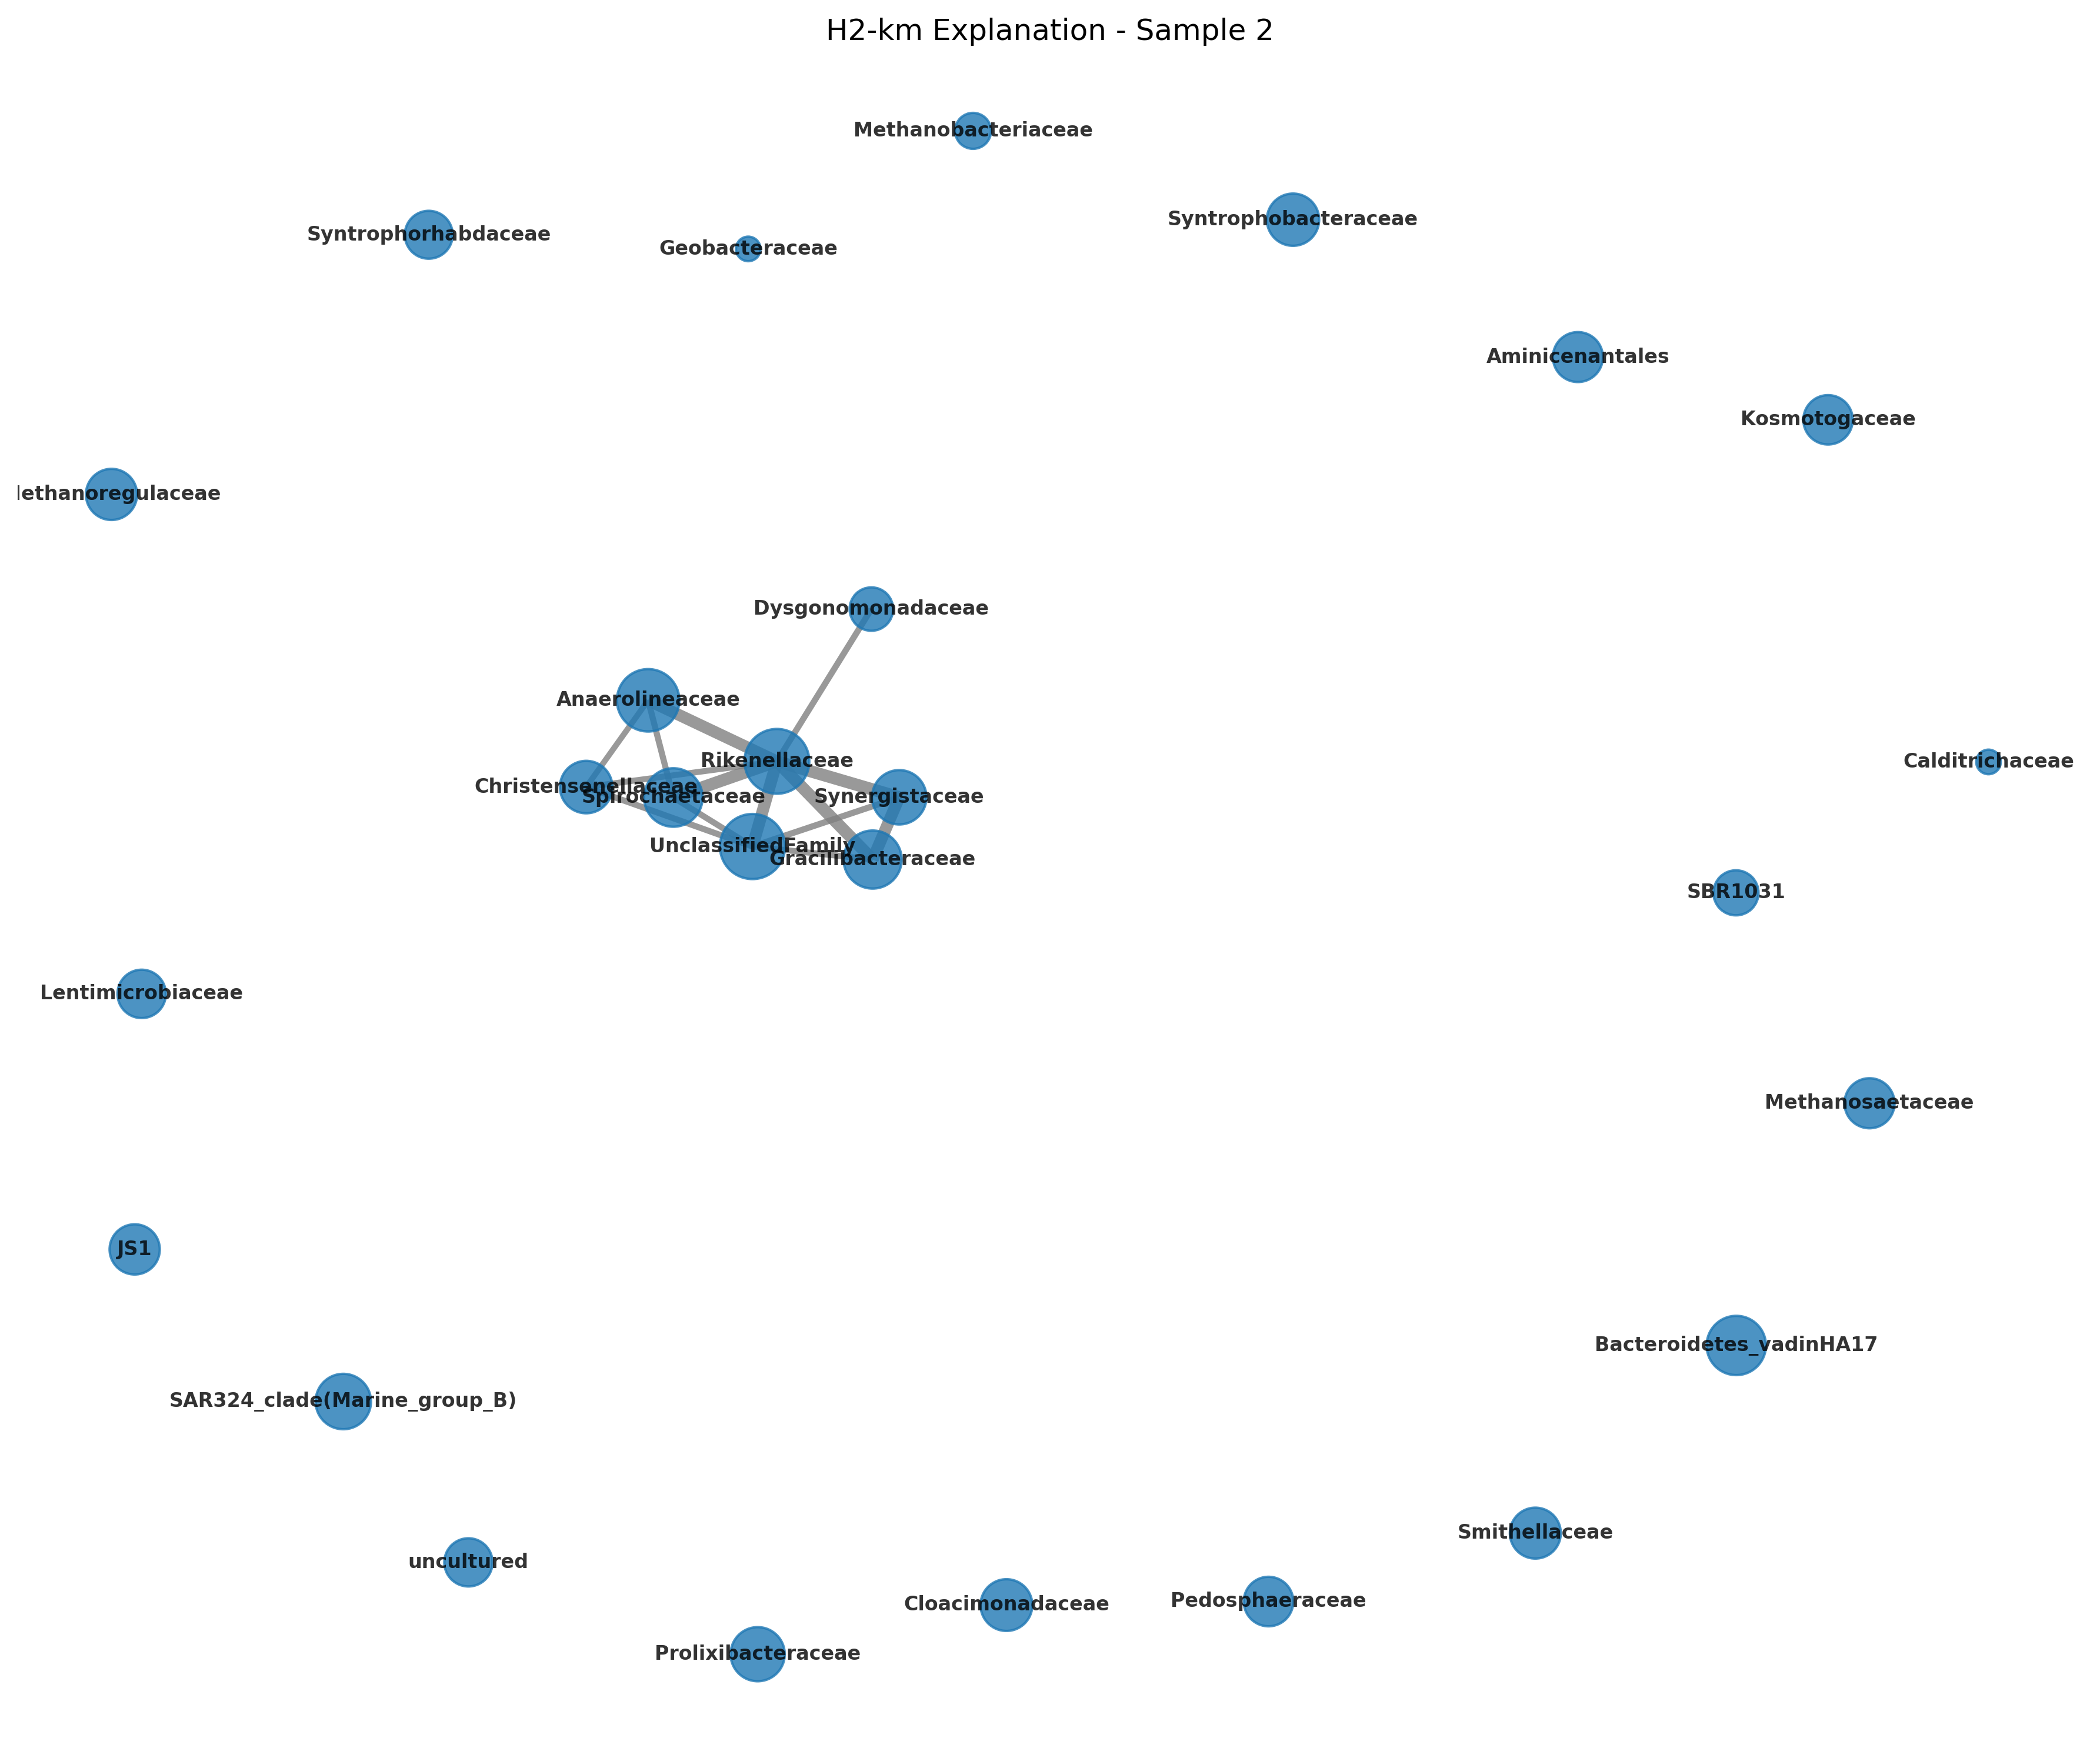 H2-km Explanation - Sample 2
Methanobacteriaceae
Syntrophobacteraceae
Syntrophorhabdaceae
Geobacteraceae
Aminicenantales
Kosmotogaceae
lethanoregulaceae
Dysgonomonadaceae
Anaerolineaceae
Rikenellaceae
Calditrichaceae
Christensenellaceae
Spirochaetaceae
Synergistaceae
UnclassifiedFamily
Gracilibacteraceae
SBR1031
Lentimicrobiaceae
Methanosaetaceae
JS1
Bacteroidetes_vadinHA17
SAR324_clade(Marine_group_B)
Smithellaceae
uncultured
Pedosphaeraceae
Cloacimonadaceae
Prolixibacteraceae